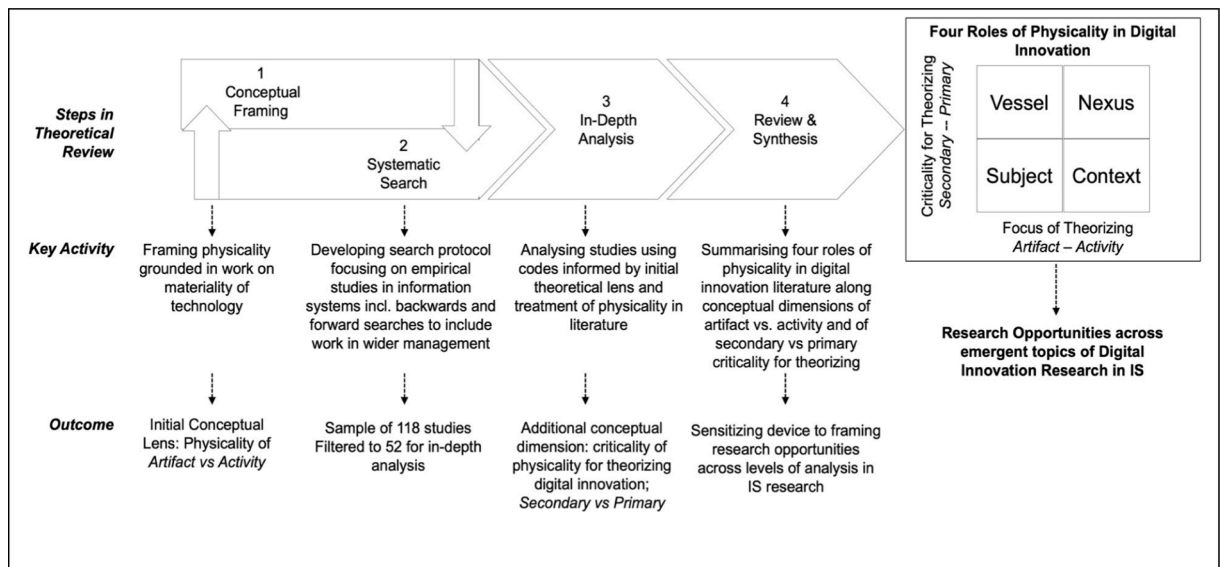 Steps in
Theoretical
Review
1
Conceptual
Framing
2
Systematic
Search
3
In-Depth
Analysis
4
Review &
Synthesis
Four Roles of Physicality in Digital
Innovation
Criticality for Theorizing
Secondary -- Primary
Vessel
Nexus
Subject
Context
Focus of Theorizing
Artifact – Activity
Key Activity
Framing physicality
grounded in work on
materiality of
technology
Developing search protocol
focusing on empirical
studies in information
systems incl. backwards and
forward searches to include
work in wider management
Analysing studies using
codes informed by initial
theoretical lens and
treatment of physicality in
literature
Summarising four roles of
physicality in digital
innovation literature along
conceptual dimensions of
artifact vs. activity and of
secondary vs primary
criticality for theorizing
Research Opportunities across
emergent topics of Digital
Innovation Research in IS
Outcome
Initial Conceptual
Lens: Physicality of
Artifact vs Activity
Sample of 118 studies
Filtered to 52 for in-depth
analysis
Additional conceptual
dimension: criticality of
physicality for theorizing
digital innovation;
Secondary vs Primary
Sensitizing device to framing
research opportunities
across levels of analysis in
IS research